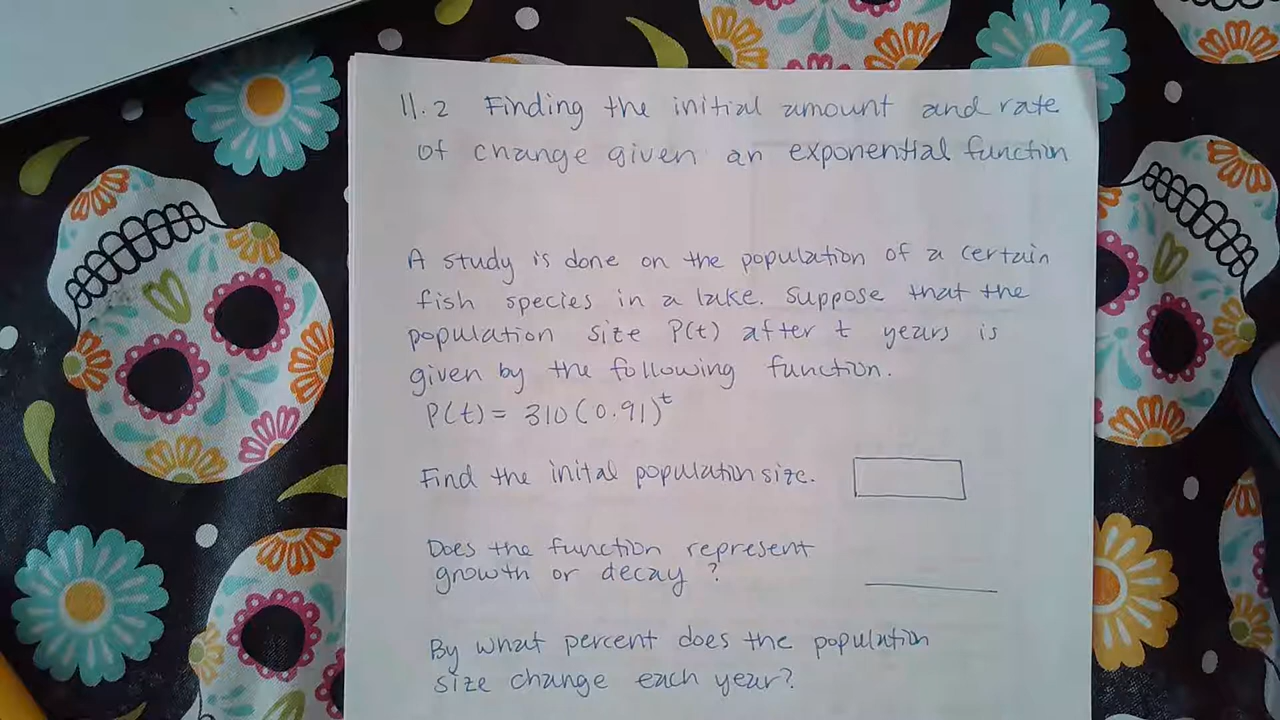 11.2 Finding the initial amount and rate
of change given an exponential function
A study is done on the population of a certain
fish species in a lake. Suppose that the
population size P(t) after t years is
given by the following function.
P(t) = 310(0.91)^t
Find the inital population size.
Does the function represent
growth or decay?
By what percent does the population
size change each year?